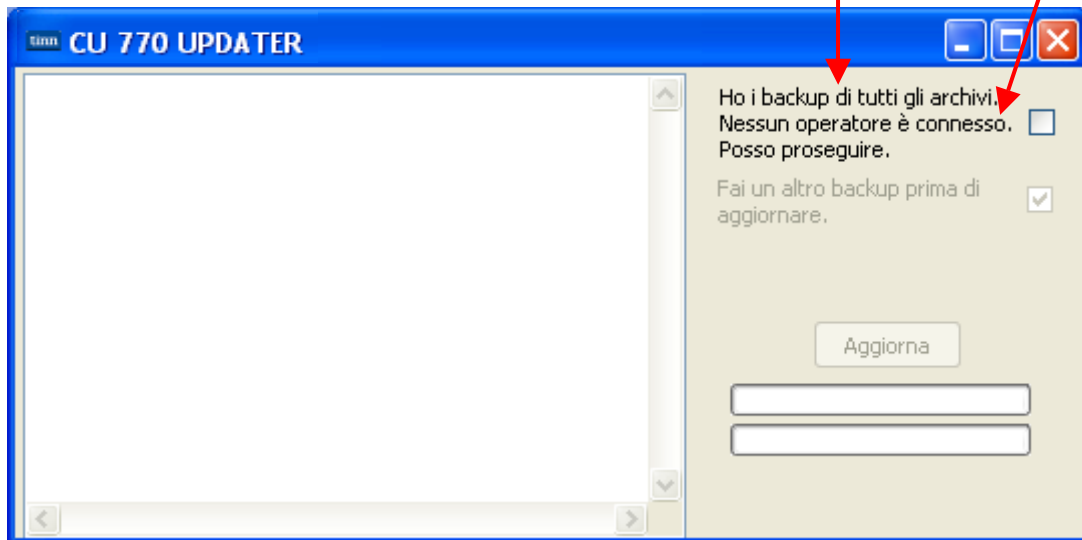 tinn CU 770 UPDATER
Ho i backup di tutti gli archivi.
Nessun operatore è connesso.
Posso proseguire.
Fai un altro backup prima di
aggiornare.
Aggiorna